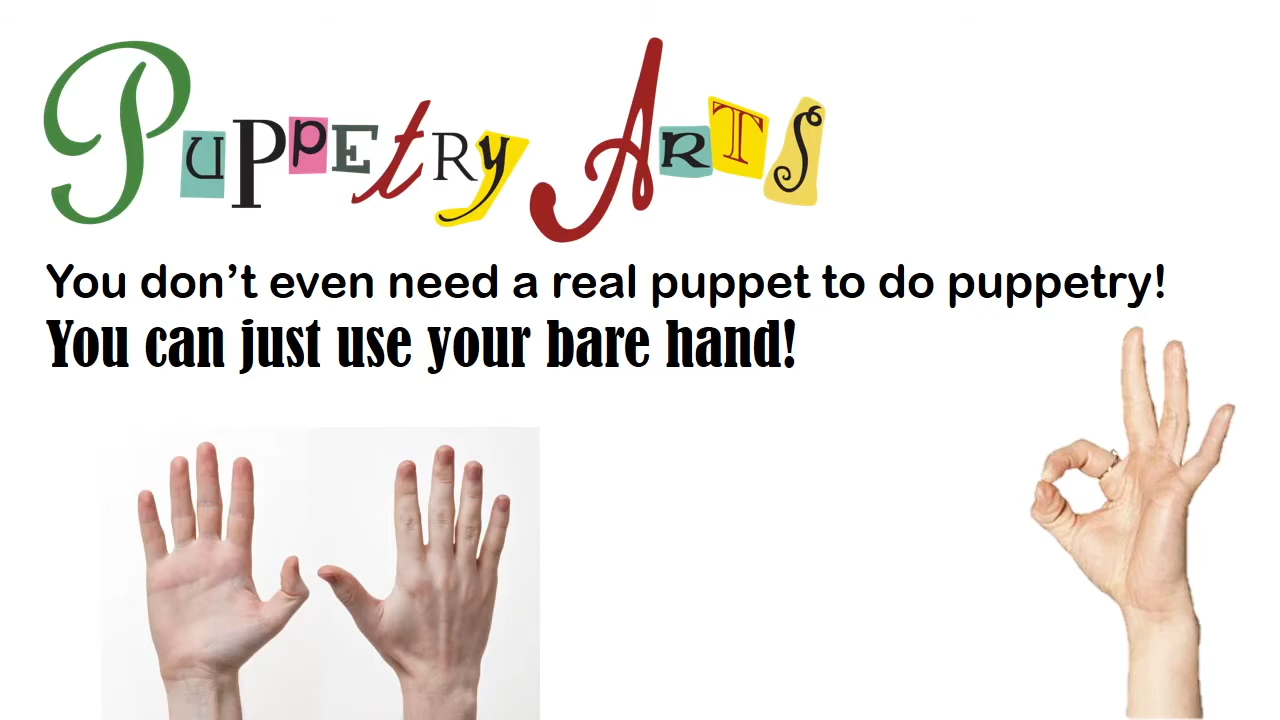 Puppetry Arts
You don’t even need a real puppet to do puppetry!
You can just use your bare hand!